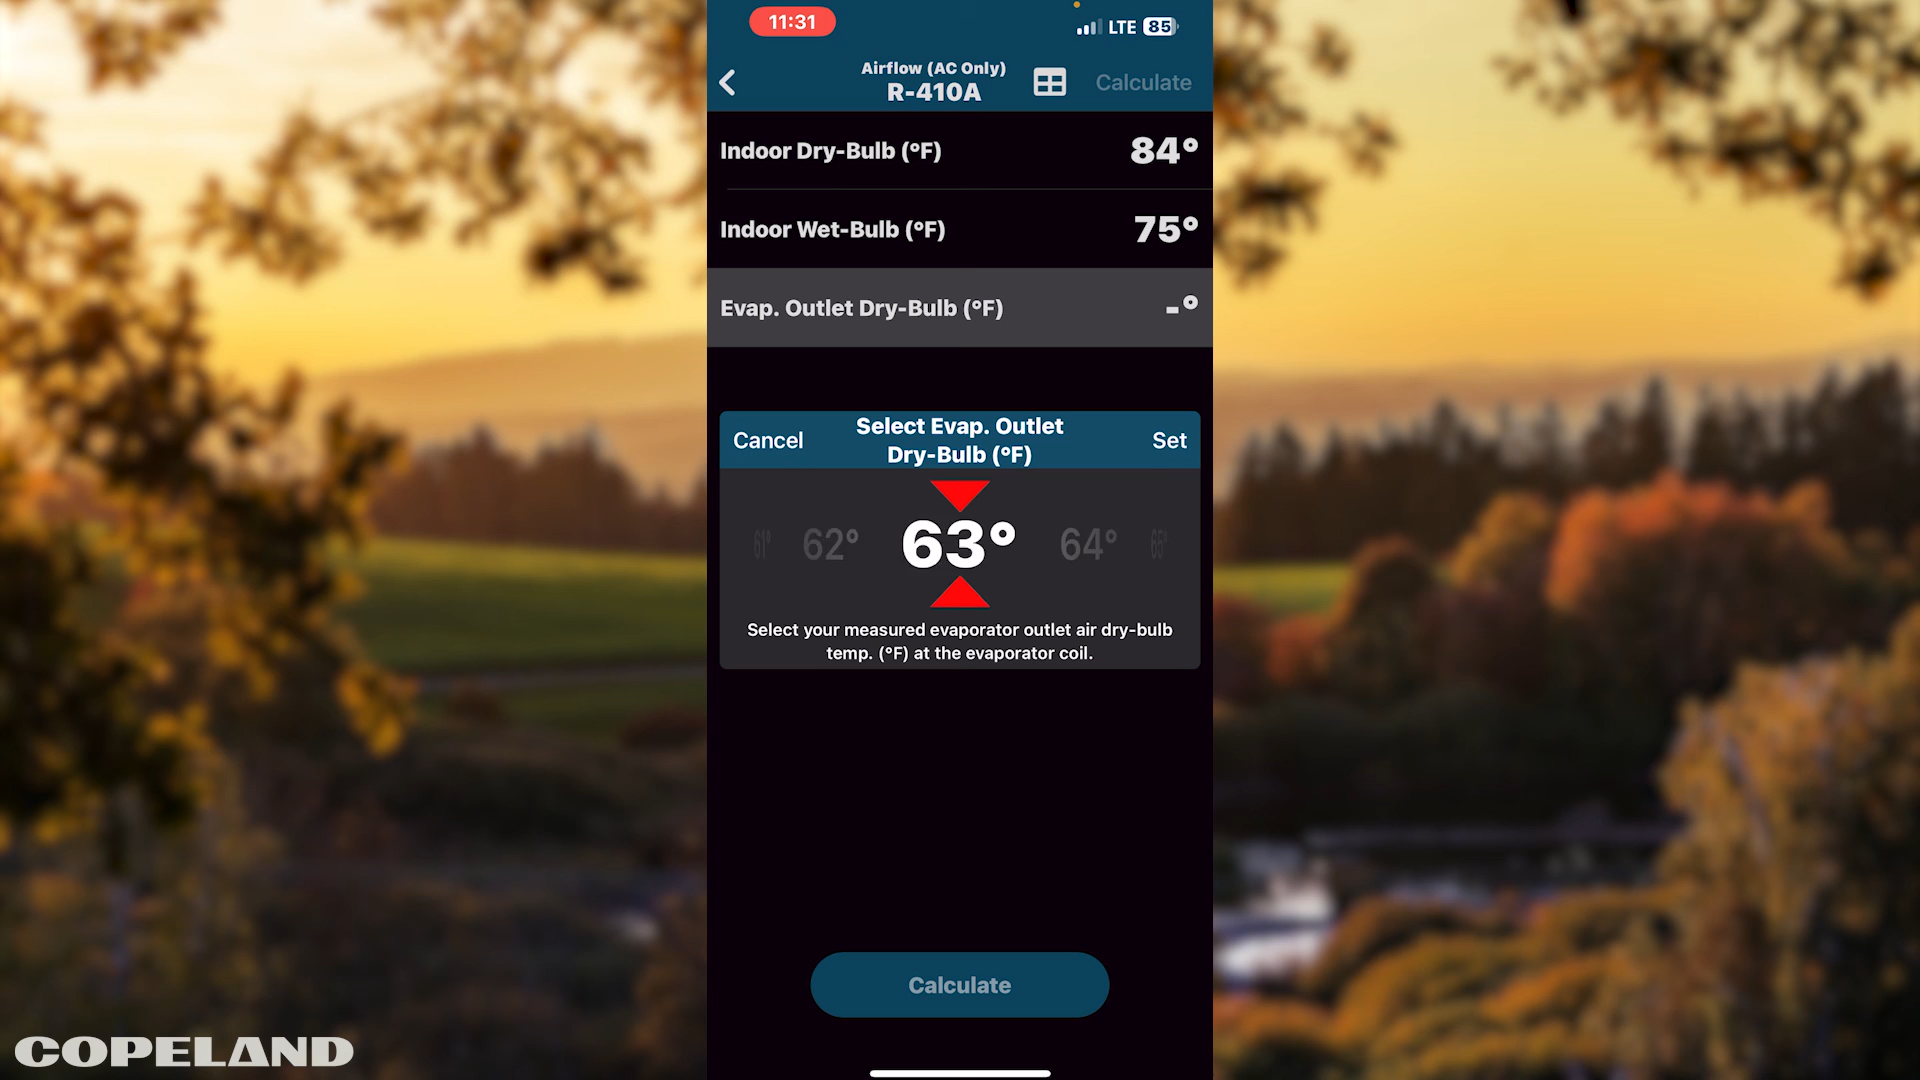 11:31
LTE 85
Airflow (AC Only)
R-410A
Calculate
Indoor Dry-Bulb (°F) 84°
Indoor Wet-Bulb (°F) 75°
Evap. Outlet Dry-Bulb (°F) -°
Cancel
Select Evap. Outlet
Dry-Bulb (°F)
Set
61° 62° 63° 64° 65°
Select your measured evaporator outlet air dry-bulb
temp. (°F) at the evaporator coil.
Calculate
COPELAND